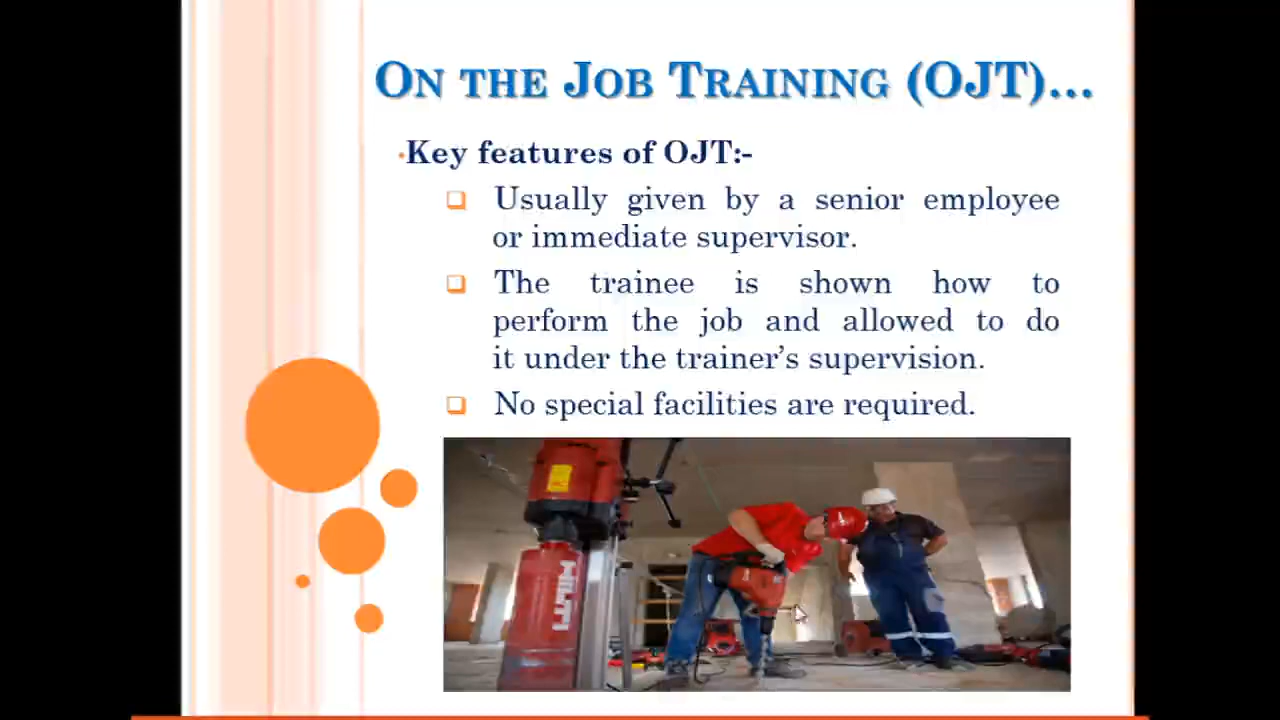 ON THE JOB TRAINING (OJT)...
•Key features of OJT:-
❑ Usually given by a senior employee
or immediate supervisor.
❑ The trainee is shown how to
perform the job and allowed to do
it under the trainer’s supervision.
❑ No special facilities are required.
HILTI